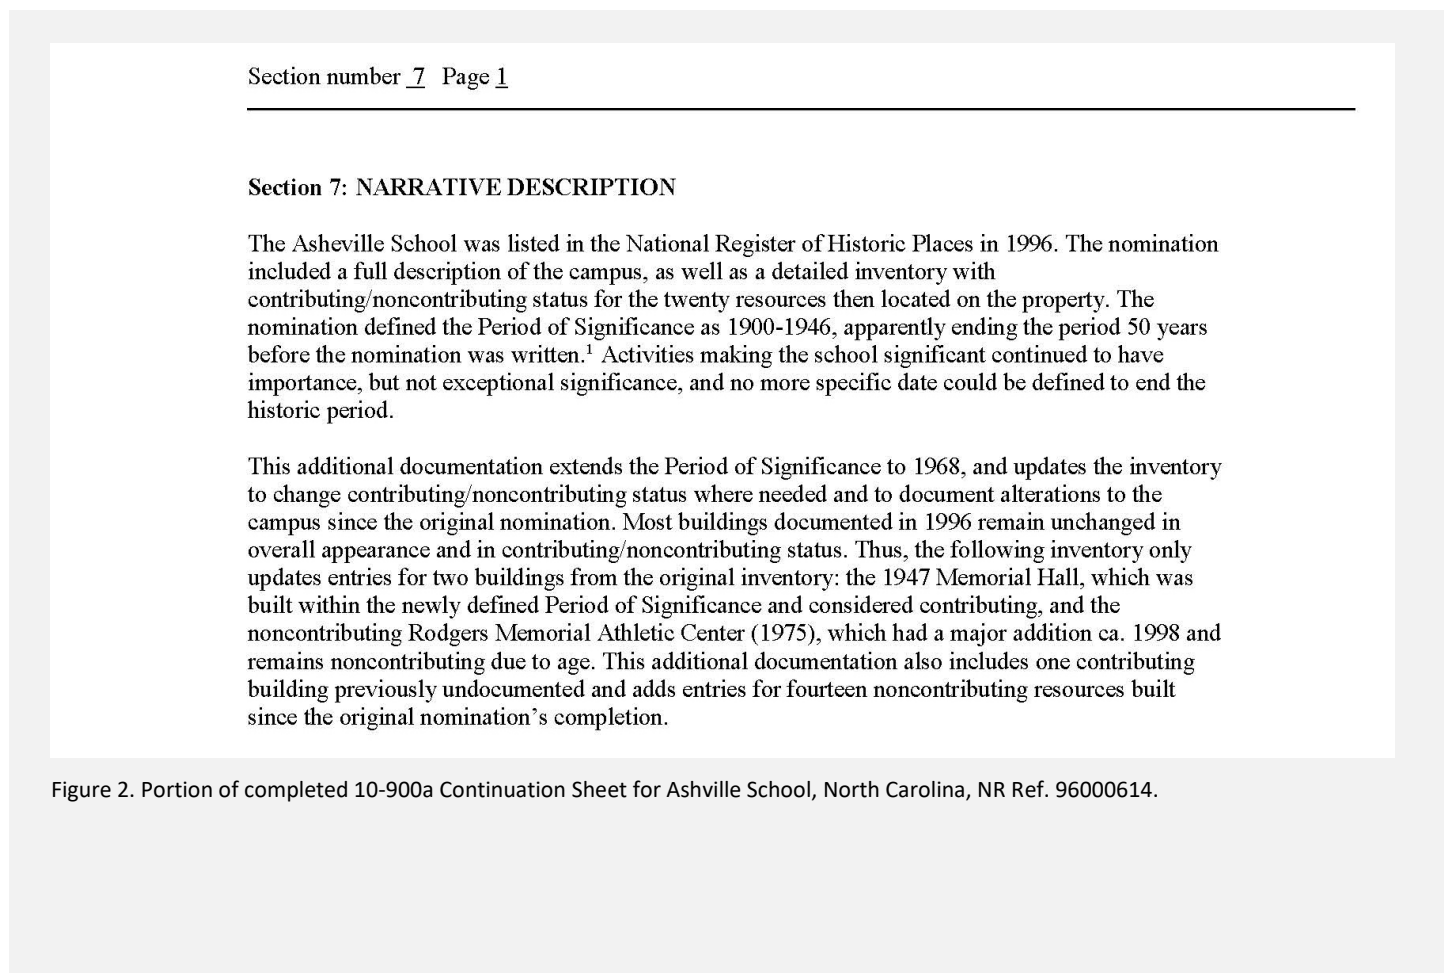 Section number 7 Page 1
Section 7: NARRATIVE DESCRIPTION
The Asheville School was listed in the National Register of Historic Places in 1996. The nomination
included a full description of the campus, as well as a detailed inventory with
contributing/noncontributing status for the twenty resources then located on the property. The
nomination defined the Period of Significance as 1900-1946, apparently ending the period 50 years
before the nomination was written.¹ Activities making the school significant continued to have
importance, but not exceptional significance, and no more specific date could be defined to end the
historic period.
This additional documentation extends the Period of Significance to 1968, and updates the inventory
to change contributing/noncontributing status where needed and to document alterations to the
campus since the original nomination. Most buildings documented in 1996 remain unchanged in
overall appearance and in contributing/noncontributing status. Thus, the following inventory only
updates entries for two buildings from the original inventory: the 1947 Memorial Hall, which was
built within the newly defined Period of Significance and considered contributing, and the
noncontributing Rodgers Memorial Athletic Center (1975), which had a major addition ca. 1998 and
remains noncontributing due to age. This additional documentation also includes one contributing
building previously undocumented and adds entries for fourteen noncontributing resources built
since the original nomination’s completion.
Figure 2. Portion of completed 10-900a Continuation Sheet for Ashville School, North Carolina, NR Ref. 96000614.